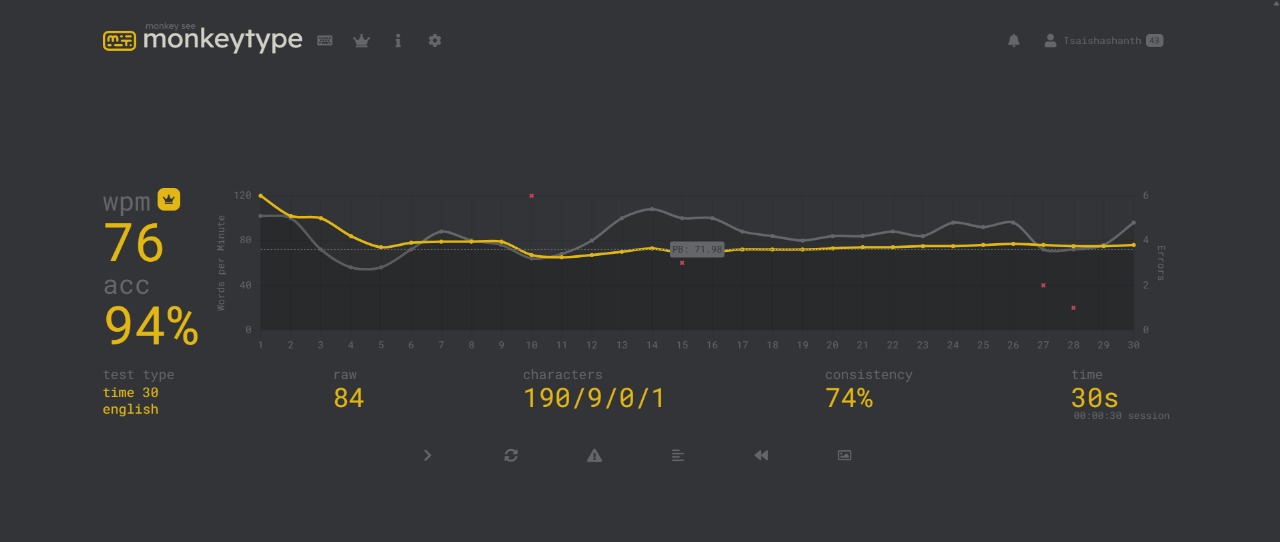 monkey see
monkeytype
Tsaishashanth 43
wpm
76
acc
94%
Words per Minute
120
80
40
0
PB: 71.98
6
4
2
0
Errors
1 2 3 4 5 6 7 8 9 10 11 12 13 14 15 16 17 18 19 20 21 22 23 24 25 26 27 28 29 30
test type
time 30
english
raw
84
characters
190/9/0/1
consistency
74%
time
30s
00:00:30 session